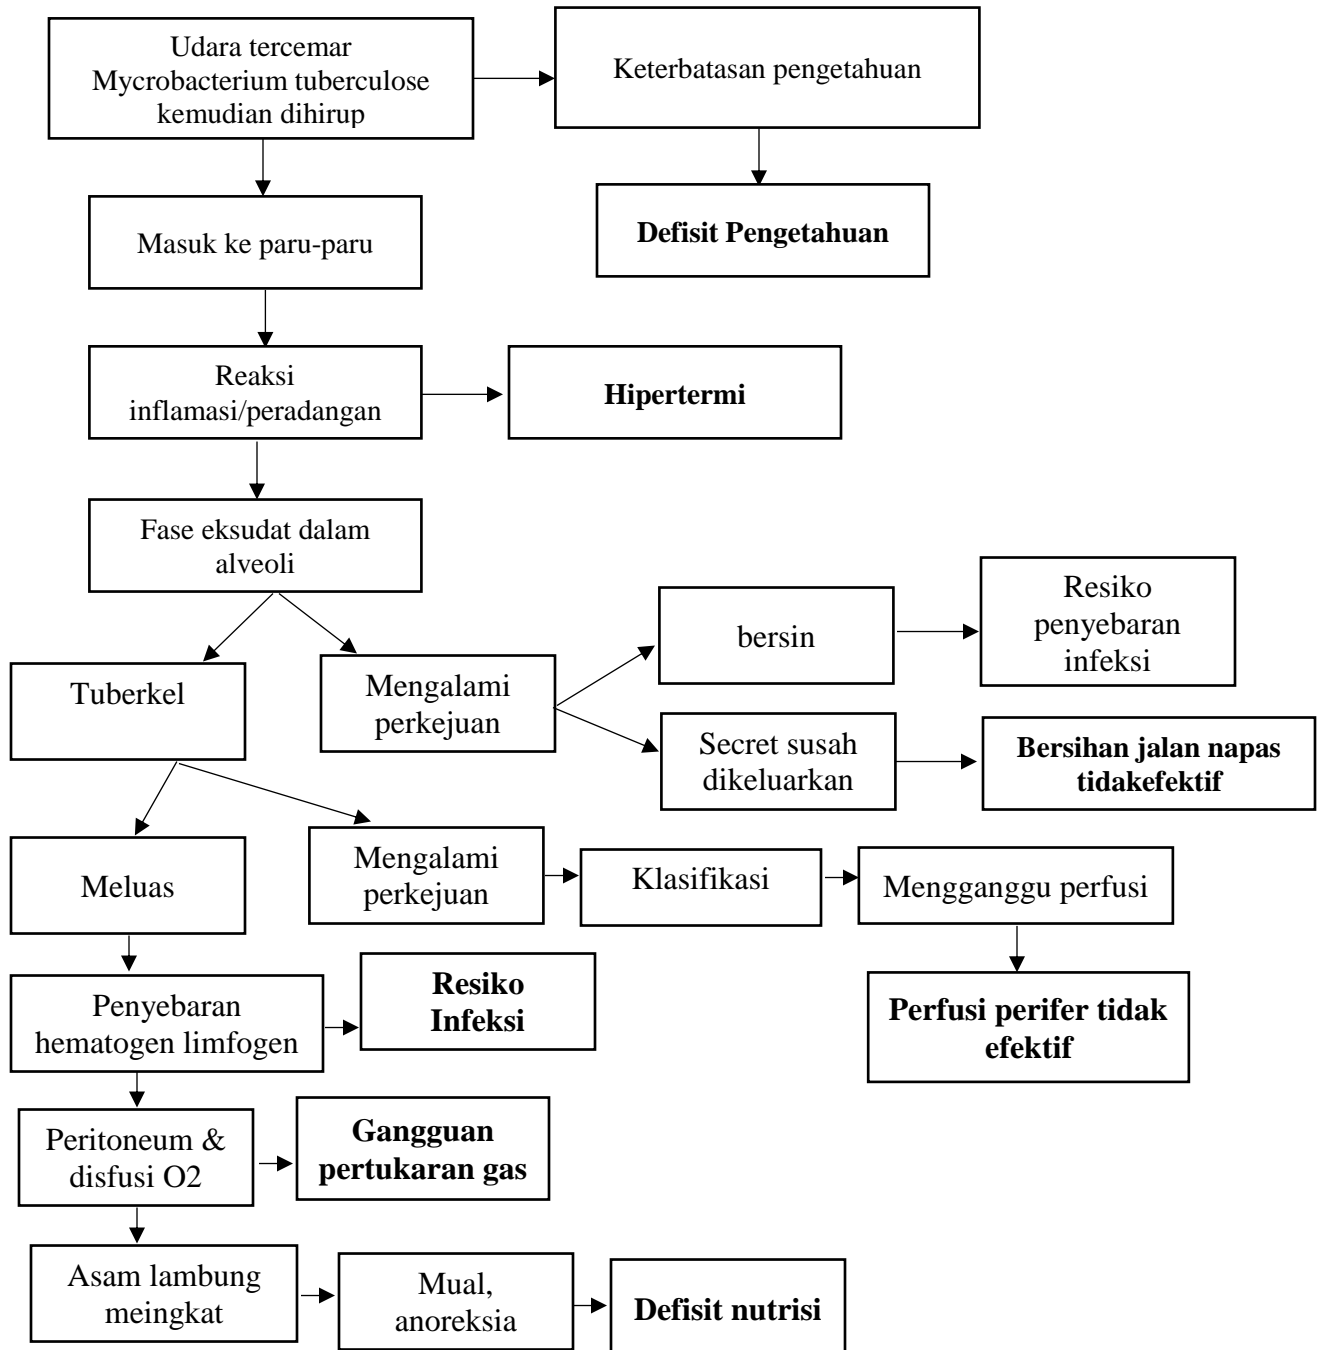 Udara tercemar
Mycrobacterium tuberculose
kemudian dihirup
Keterbatasan pengetahuan
Masuk ke paru-paru
Defisit Pengetahuan
Reaksi
inflamasi/peradangan
Hipertermi
Fase eksudat dalam
alveoli
bersin
Resiko
penyebaran
infeksi
Tuberkel
Mengalami
perkejuan
Secret susah
dikeluarkan
Bersihan jalan napas
tidakefektif
Meluas
Mengalami
perkejuan
Klasifikasi
Mengganggu perfusi
Penyebaran
hematogen limfogen
Resiko
Infeksi
Perfusi perifer tidak
efektif
Peritoneum &
disfusi O2
Gangguan
pertukaran gas
Asam lambung
meingkat
Mual,
anoreksia
Defisit nutrisi